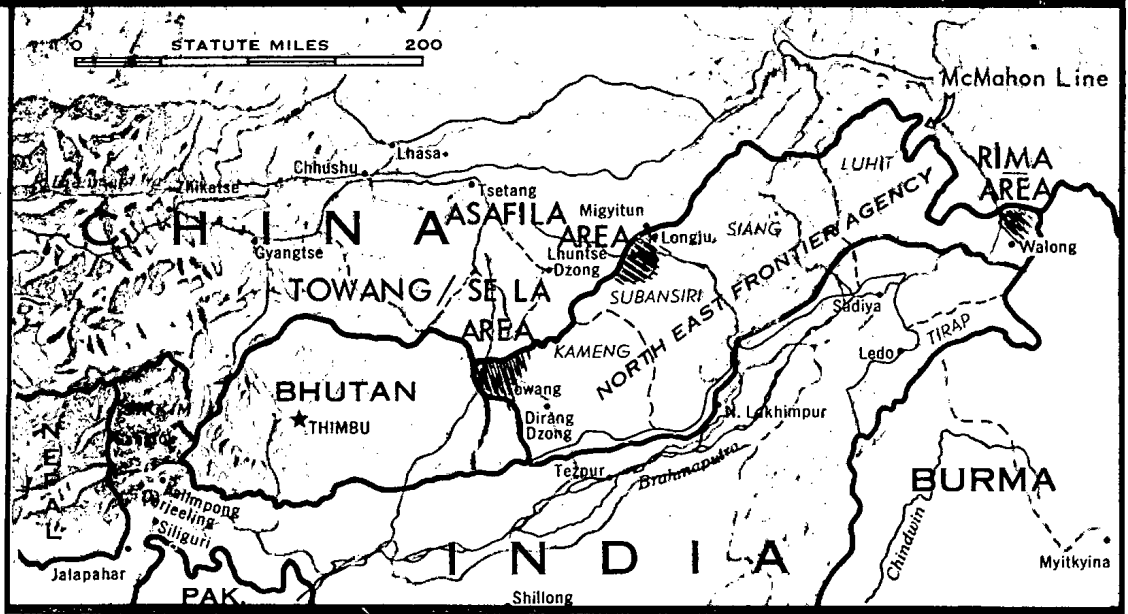 0 STATUTE MILES 200
McMahon Line
LUHIT
RIMA
AREA
Lhasa
Chhushu
Tsetang
CHINA
ASAFILA
AREA
Migyitun
Longju
SIANG
Walong
Gyangtse
Lhuntse
Dzong
TOWANG / SE LA
AREA
SUBANSIRI
NORTH EAST FRONTIER AGENCY
Sadiya
TIRAP
Ledo
KAMENG
BHUTAN
THIMBU
Dirang
Dzong
N. Lakhimpur
NEPAL
Tezpur
Brahmaputra
BURMA
Kalimpong
Darjeeling
Siliguri
Chindwin
INDIA
Jalapahar
Myitkyina
PAK.
Shillong